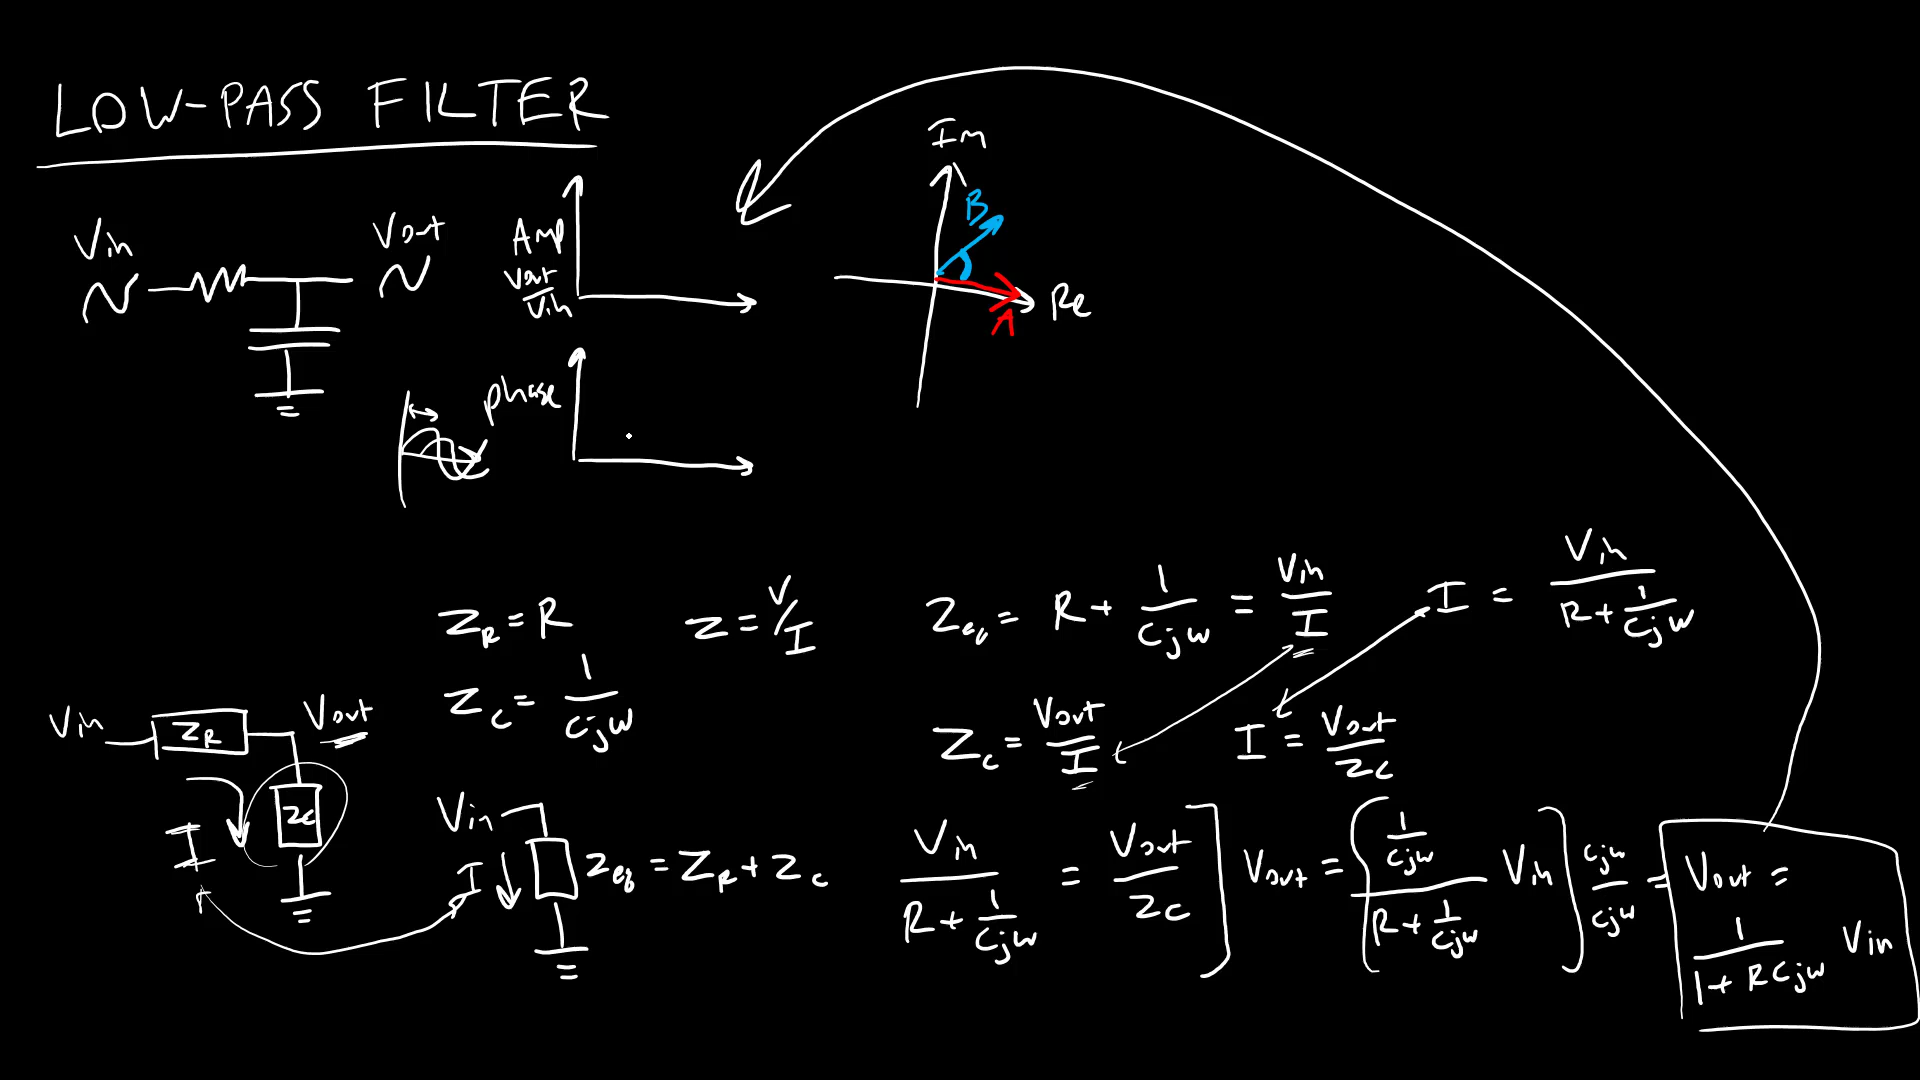 LOW-PASS FILTER
Im
B
Vin
Vout
Amp
Vout/Vin
Re
A
phase
Z_R = R
Z = V/I
Z_eq = R + 1/Cjw = Vin/I
I = Vin/(R + 1/Cjw)
Z_C = 1/Cjw
Z_C = Vout/I
I = Vout/Z_C
Vin
Z_R
Vout
Z_C
I
Vin
I
Z_eq = Z_R + Z_C
Vin/(R + 1/Cjw) = Vout/Z_C ]
Vout = ((1/Cjw)/(R + 1/Cjw) Vin) Cjw/Cjw =
Vout =
1/(1 + RCjw) Vin